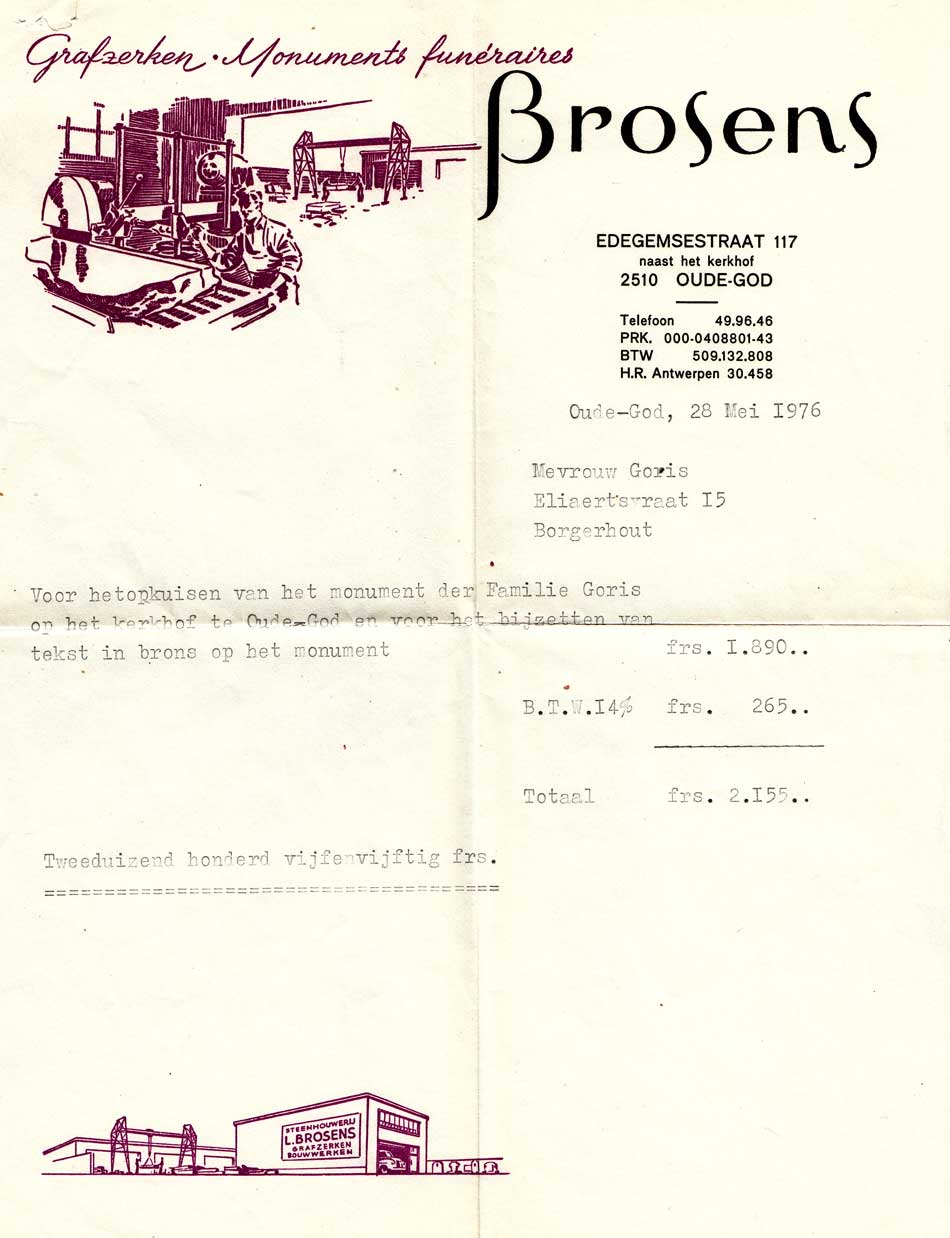 Grafzerken · Monuments funéraires
Brosens
EDEGEMSESTRAAT 117
naast het kerkhof
2510 OUDE-GOD
Telefoon 49.96.46
PRK. 000-0408801-43
BTW 509.132.808
H.R. Antwerpen 30.458
Oude-God, 28 Mei I976
Mevrouw Goris
Eliaertstraat I5
Borgerhout
Voor hetopkuisen van het monument der Familie Goris
op het kerkhof te Oude-God en voor het bijzetten van
tekst in brons op het monument frs. I.890..
B.T.W.I4% frs. 265..
Totaal frs. 2.I55..
Tweeduizend honderd vijfenvijftig frs.
======================================
STEENHOUWERIJ
L.BROSENS
GRAFZERKEN
BOUWWERKEN